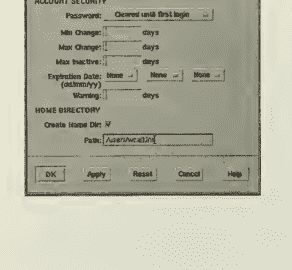 ACCOUNT SECURITY
Password: Cleared until first login
Min Change: days
Max Change: days
Max Inactive: days
Expiration Date: None None None
(dd/mm/yy)
Warning: days
HOME DIRECTORY
Create Home Dir:
Path:
OK Apply Reset Cancel Help